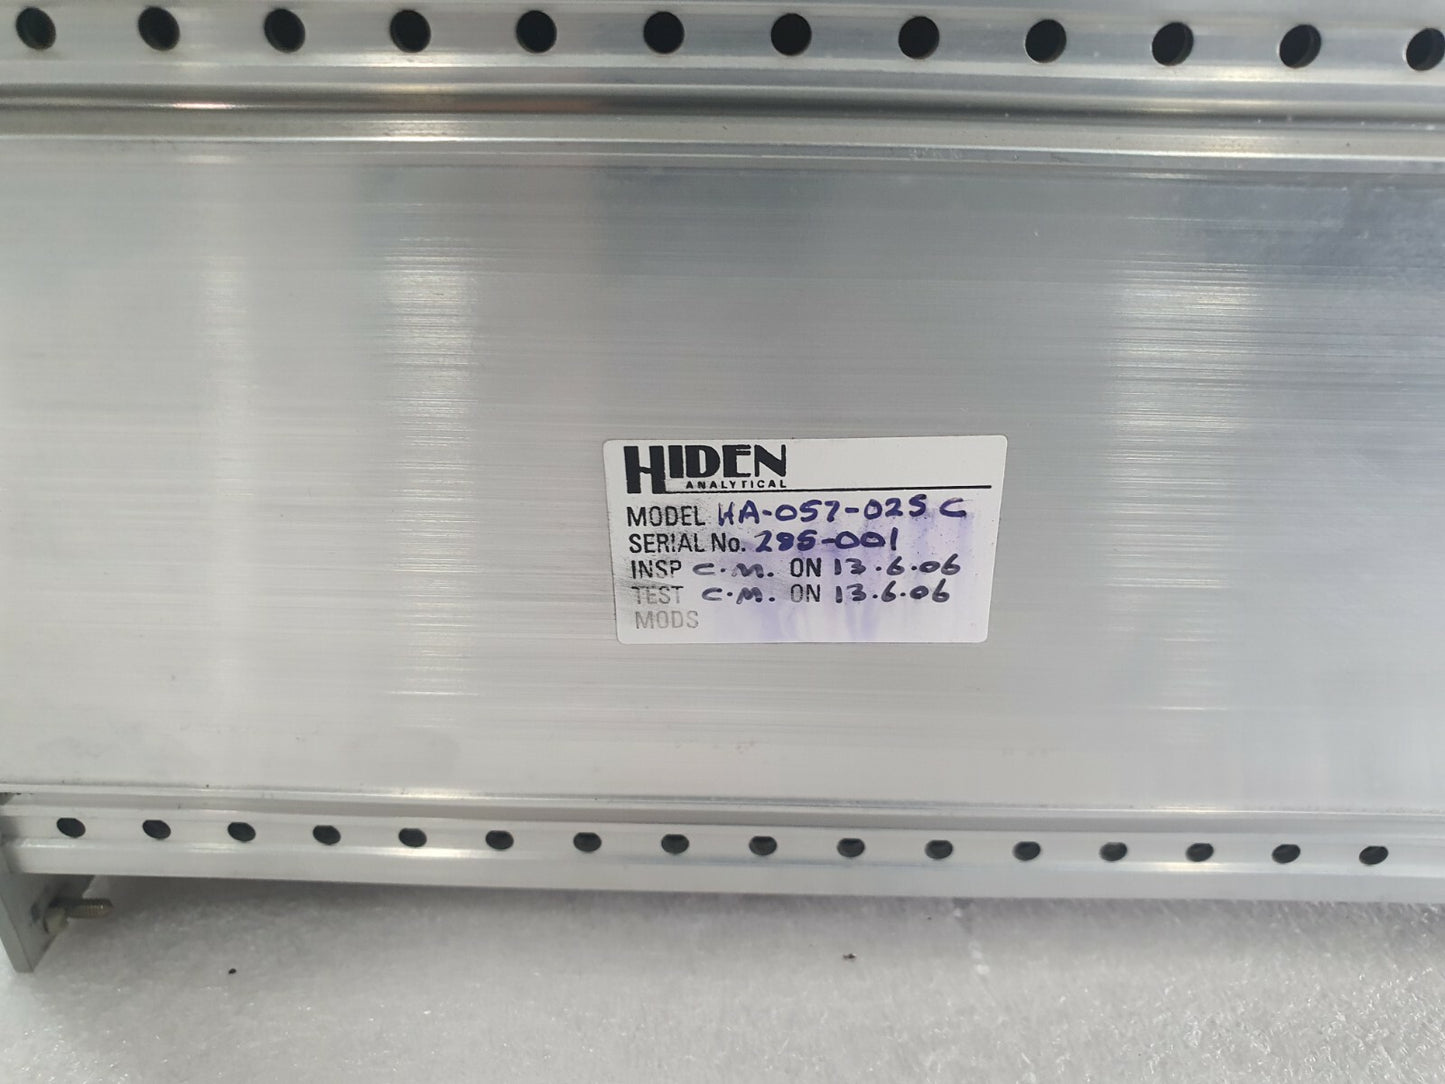 HIDEN
ANALYTICAL
MODEL HA-057-025 C
SERIAL No. 285-001
INSP C.M. ON 13.6.06
TEST C.M. ON 13.6.06
MODS